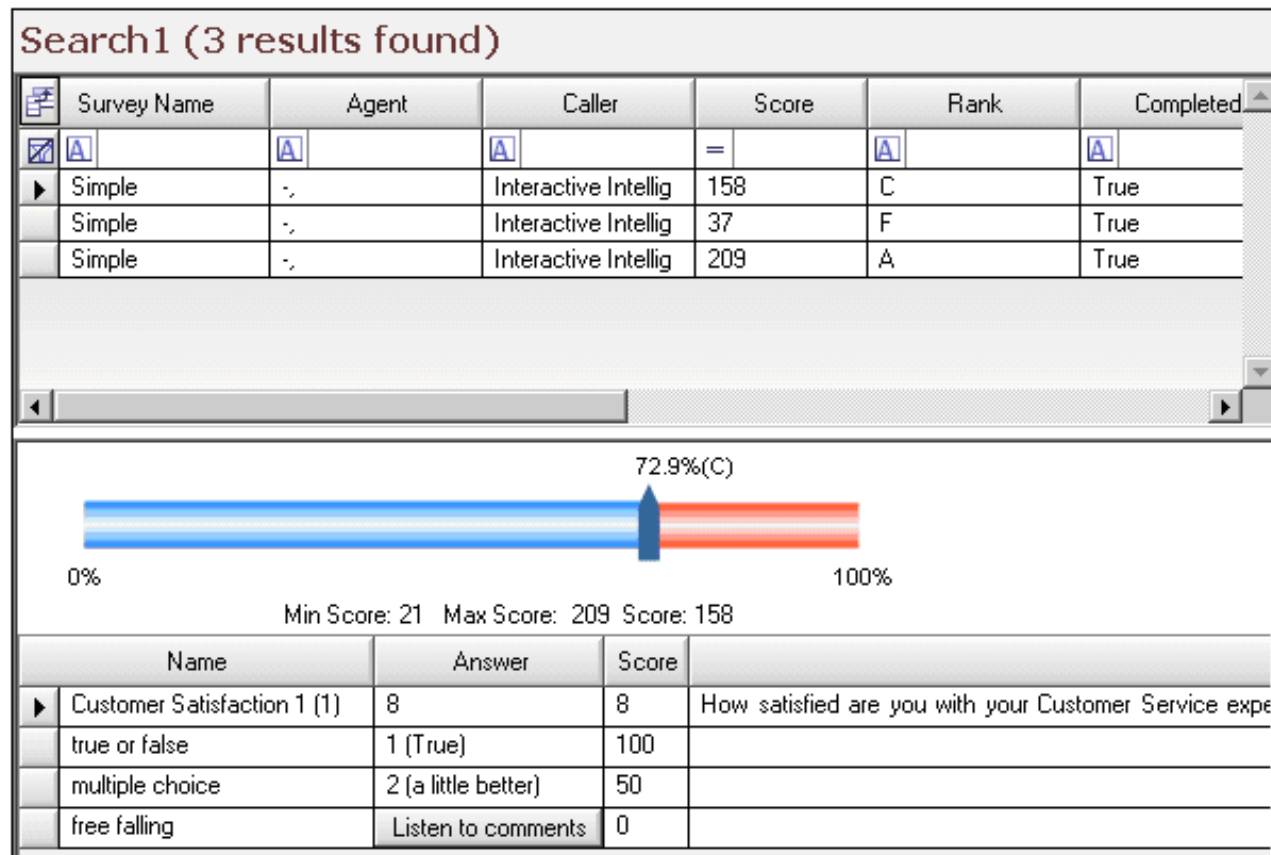 Search1 (3 results found)
Survey Name Agent Caller Score Rank Completed
A A A = A A
Simple -, Interactive Intellig 158 C True
Simple -, Interactive Intellig 37 F True
Simple -, Interactive Intellig 209 A True
72.9%(C)
0% 100%
Min Score: 21 Max Score: 209 Score: 158
Name Answer Score
Customer Satisfaction 1 (1) 8 8 How satisfied are you with your Customer Service expe
true or false 1 (True) 100
multiple choice 2 (a little better) 50
free falling Listen to comments 0